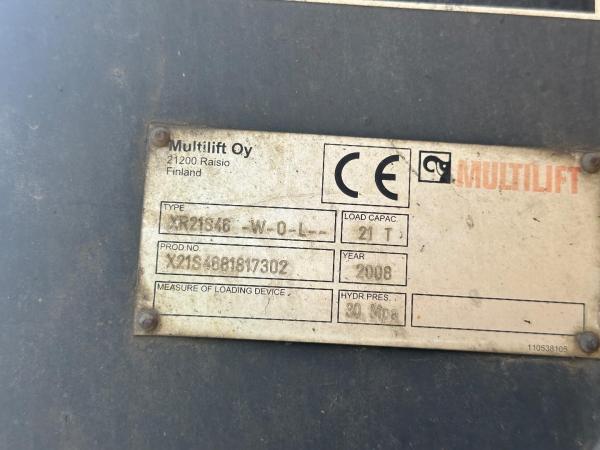 Multilift Oy
21200 Raisio
Finland
CE
MULTILIFT
TYPE
XR21S46 -W-O-L--
LOAD CAPAC.
21 T
PROD NO.
X21S4681817302
YEAR
2008
MEASURE OF LOADING DEVICE
HYDR PRES.
30 Mpa
110538105